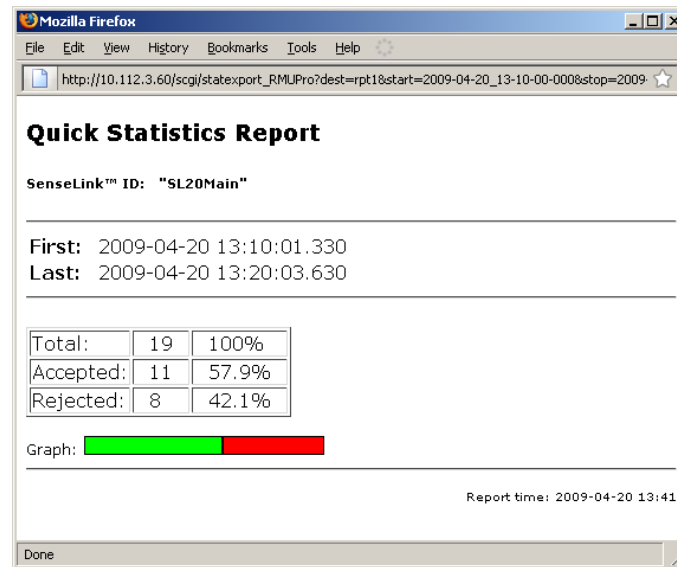 Mozilla Firefox
File Edit View History Bookmarks Tools Help
http://10.112.3.60/scgi/statexport_RMUPro?dest=rpt1&start=2009-04-20_13-10-00-000&stop=2009-
Quick Statistics Report
SenseLink™ ID: "SL20Main"
First: 2009-04-20 13:10:01.330
Last: 2009-04-20 13:20:03.630
Total: 19 100%
Accepted: 11 57.9%
Rejected: 8 42.1%
Graph:
Report time: 2009-04-20 13:41
Done